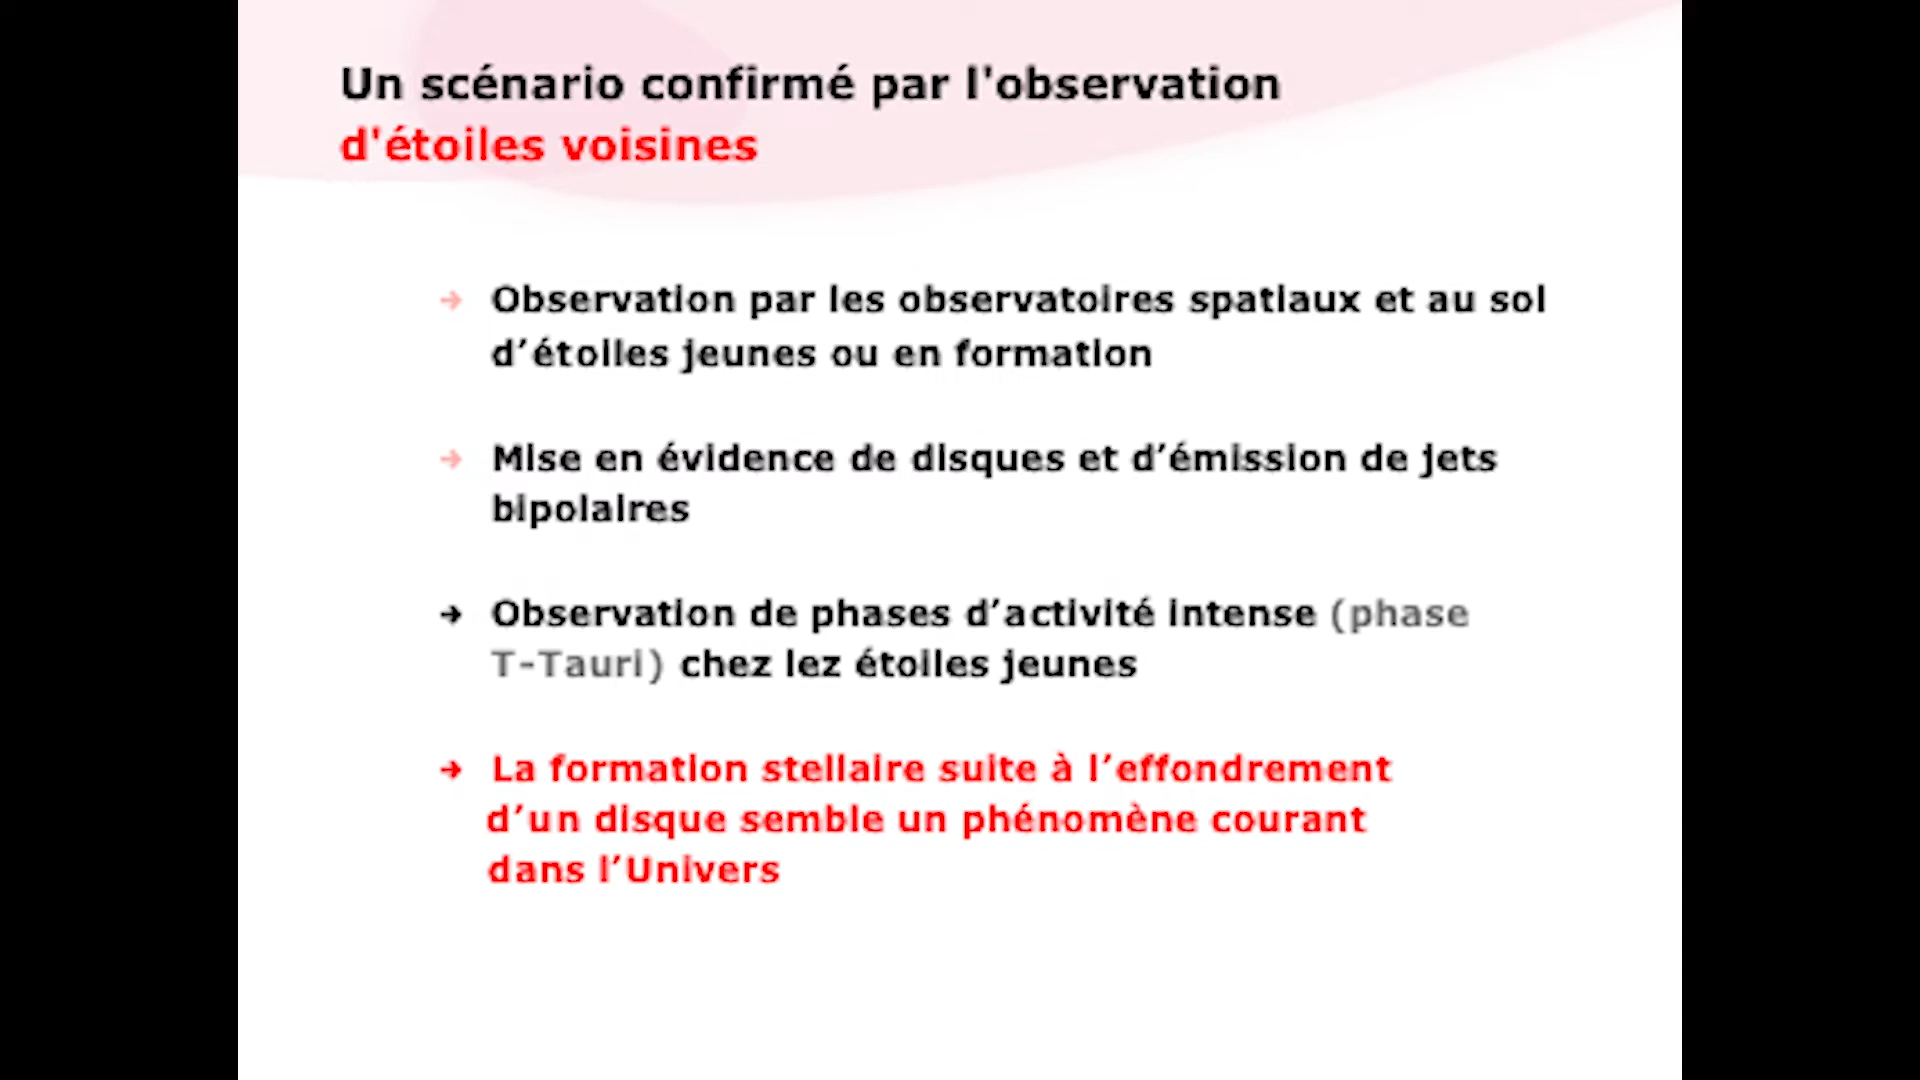 Un scénario confirmé par l'observation
d'étoiles voisines
→ Observation par les observatoires spatiaux et au sol
d’étoiles jeunes ou en formation
→ Mise en évidence de disques et d’émission de jets
bipolaires
→ Observation de phases d’activité intense (phase
T-Tauri) chez lez étoiles jeunes
→ La formation stellaire suite à l’effondrement
d’un disque semble un phénomène courant
dans l’Univers